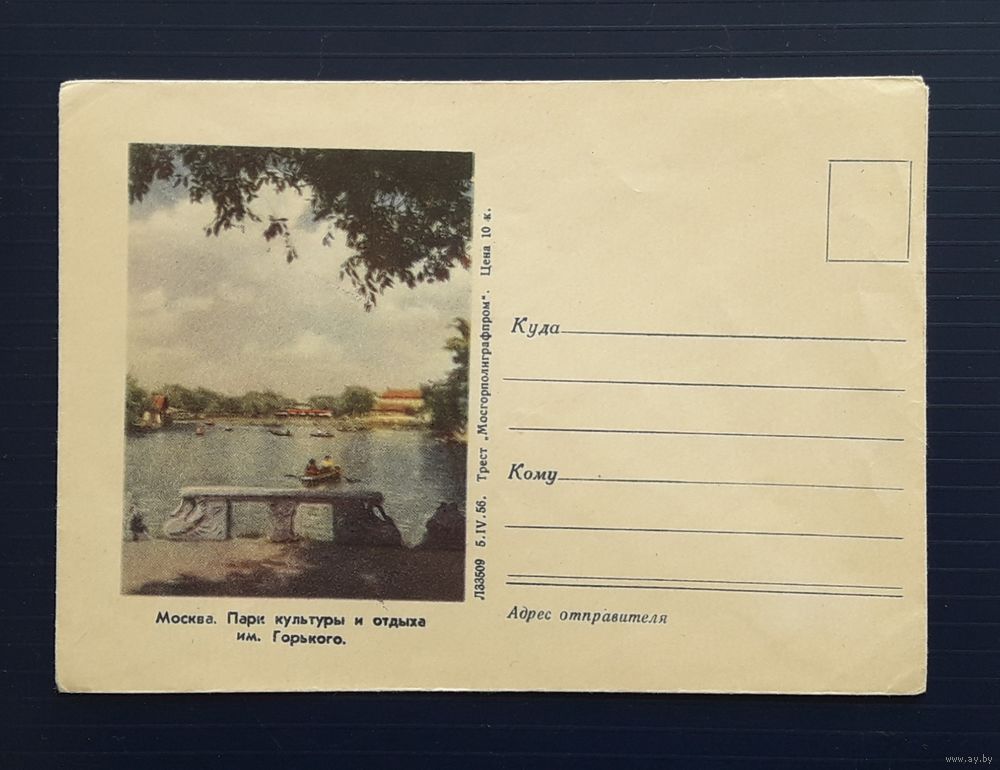 Москва. Парк культуры и отдыха
им. Горького.
Л33509 5.IV.56. Трест „Мосгорполиграфпром“. Цена 10 к.
Куда
Кому
Адрес отправителя
www.ay.by